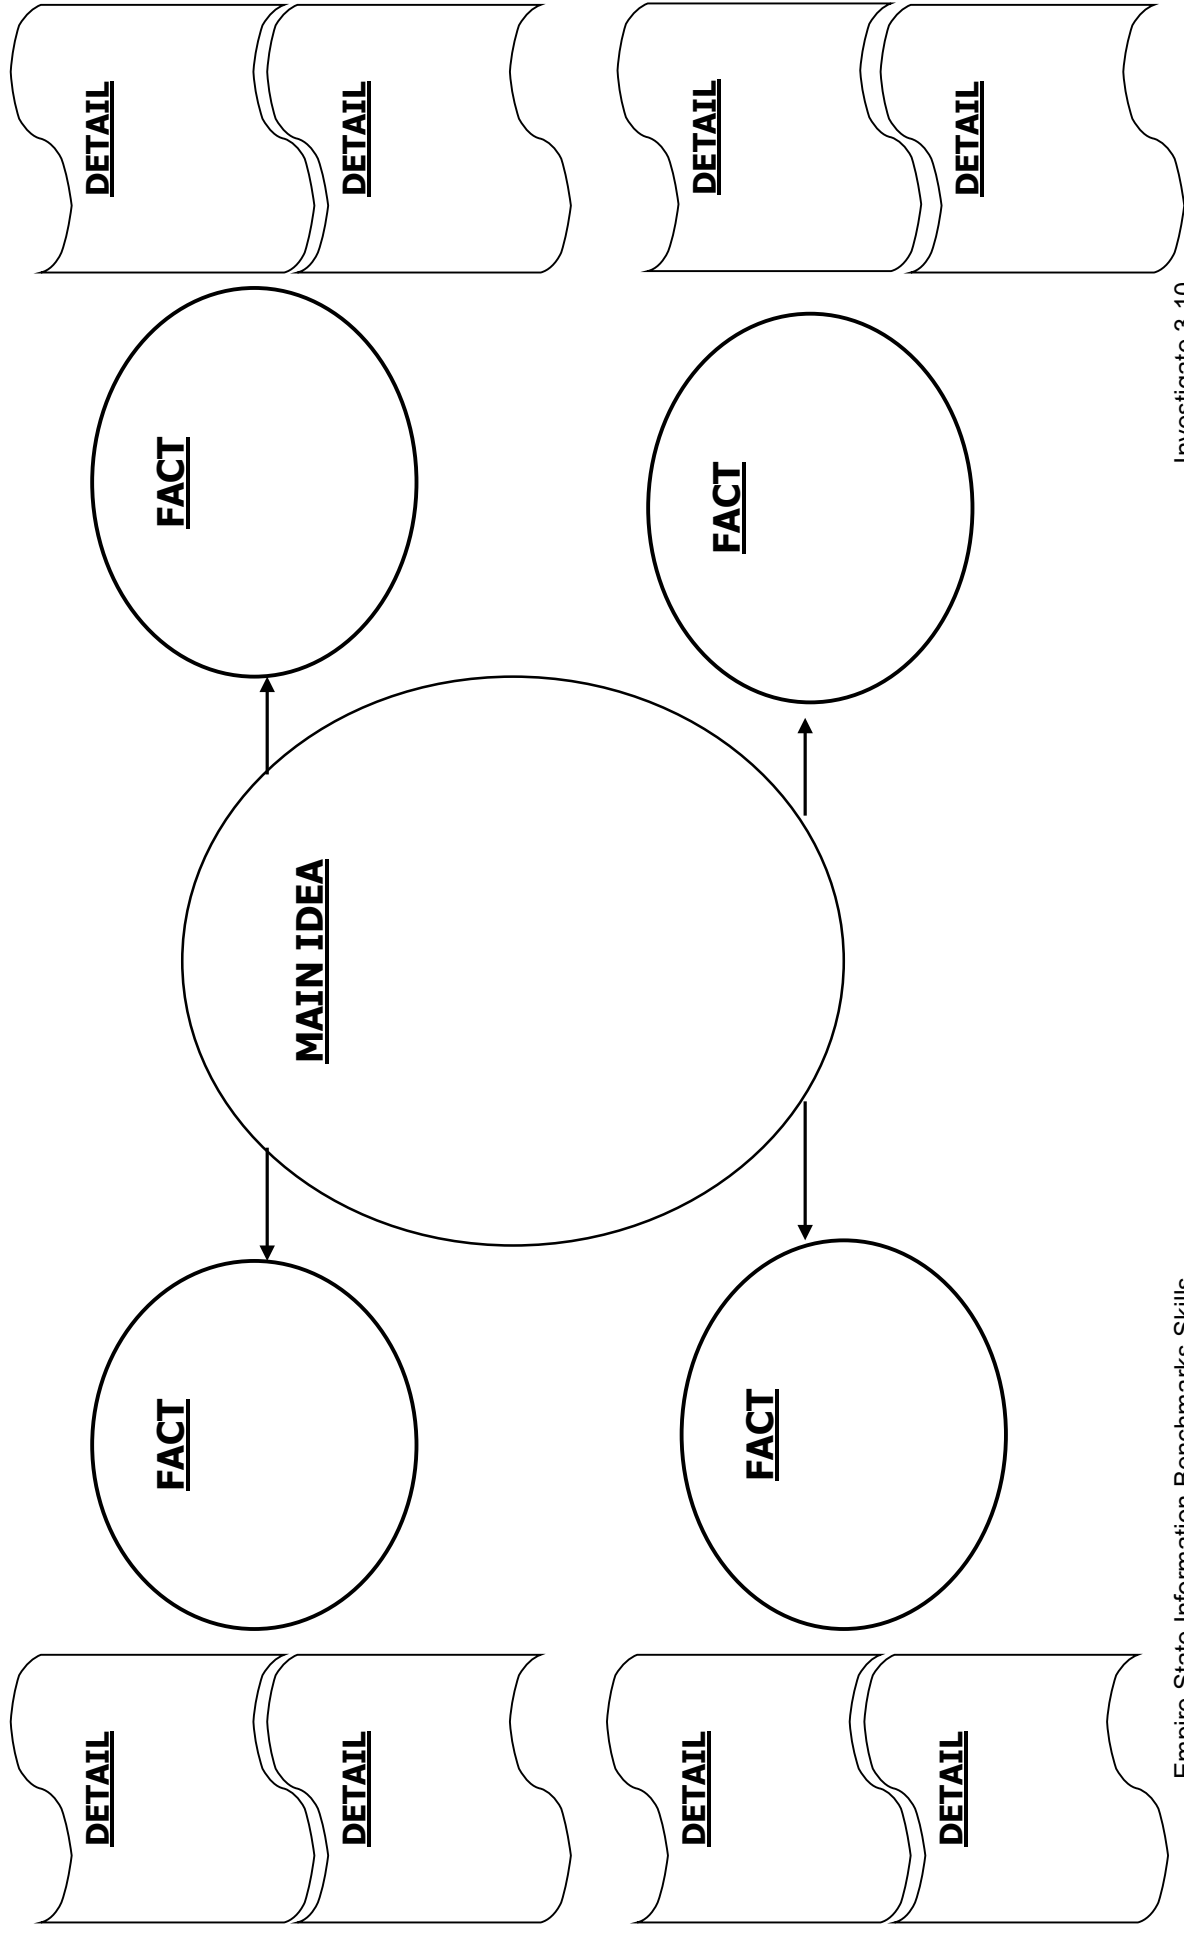 DETAIL
DETAIL
FACT
FACT
MAIN IDEA
DETAIL
DETAIL
DETAIL
DETAIL
FACT
FACT
DETAIL
DETAIL
Empire State Information Benchmarks Skills
Investigate 3-10